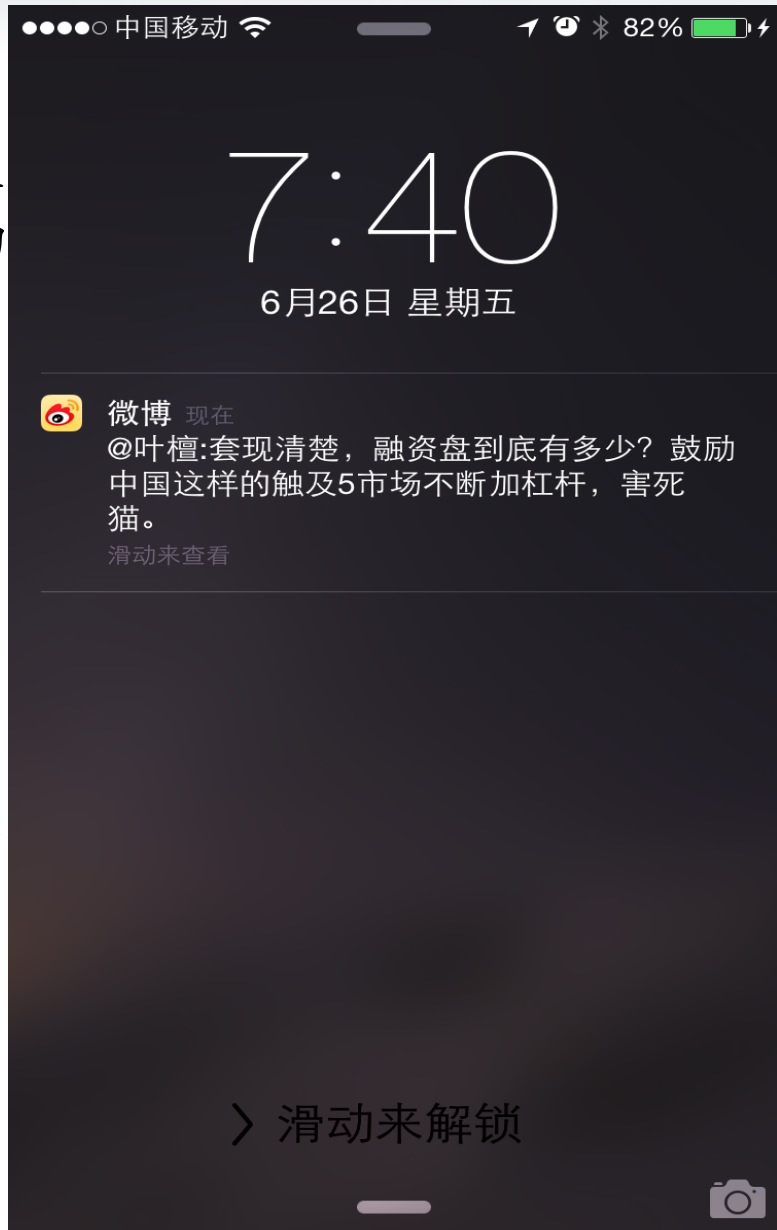 中国移动 82%
7:40
6月26日 星期五
微博 现在
@叶檀:套现清楚，融资盘到底有多少？鼓励
中国这样的触及5市场不断加杠杆，害死
猫。
滑动来查看
滑动来解锁